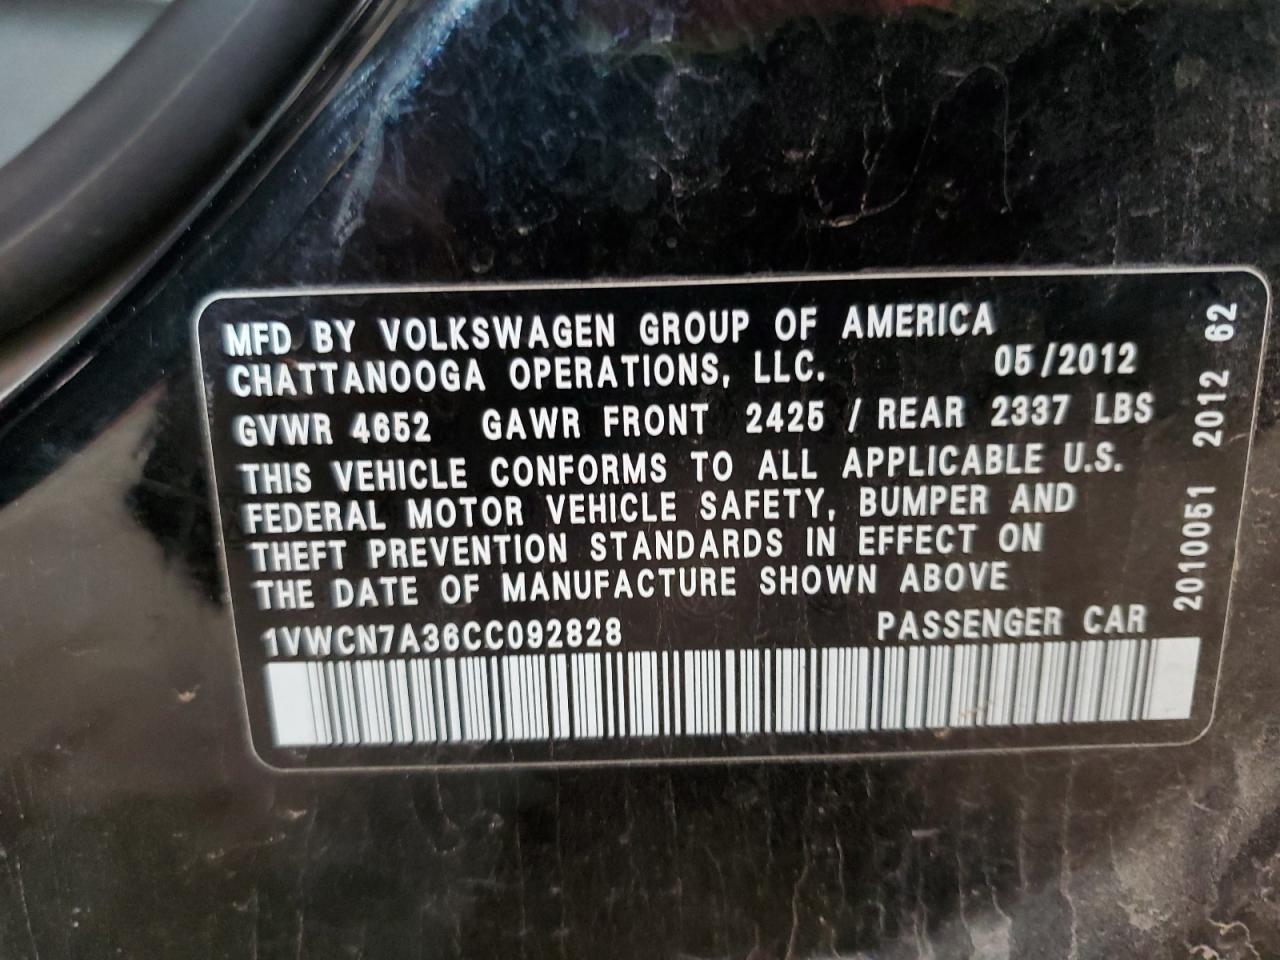 MFD BY VOLKSWAGEN GROUP OF AMERICA
CHATTANOOGA OPERATIONS, LLC. 05/2012
GVWR 4652 GAWR FRONT 2425 / REAR 2337 LBS
THIS VEHICLE CONFORMS TO ALL APPLICABLE U.S.
FEDERAL MOTOR VEHICLE SAFETY, BUMPER AND
THEFT PREVENTION STANDARDS IN EFFECT ON
THE DATE OF MANUFACTURE SHOWN ABOVE
1VWCN7A36CC092828 PASSENGER CAR
2010051 2012 62